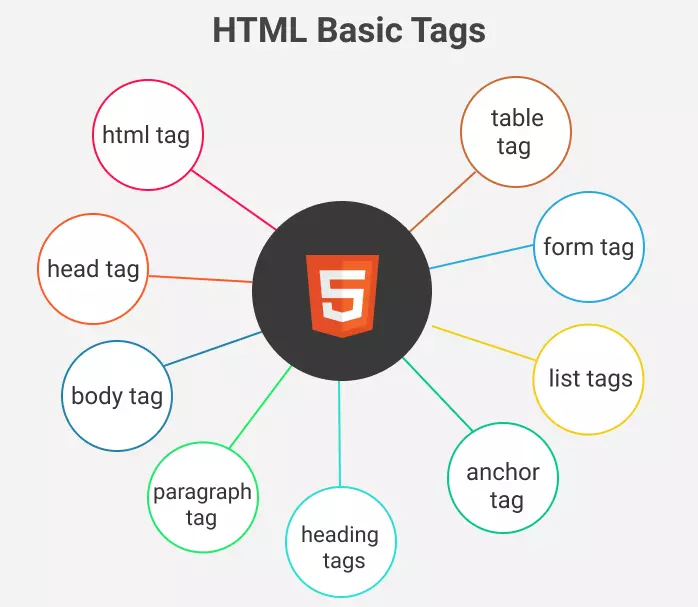 HTML Basic Tags
html tag
table
tag
head tag
form tag
body tag
list tags
paragraph
tag
anchor
tag
heading
tags
5